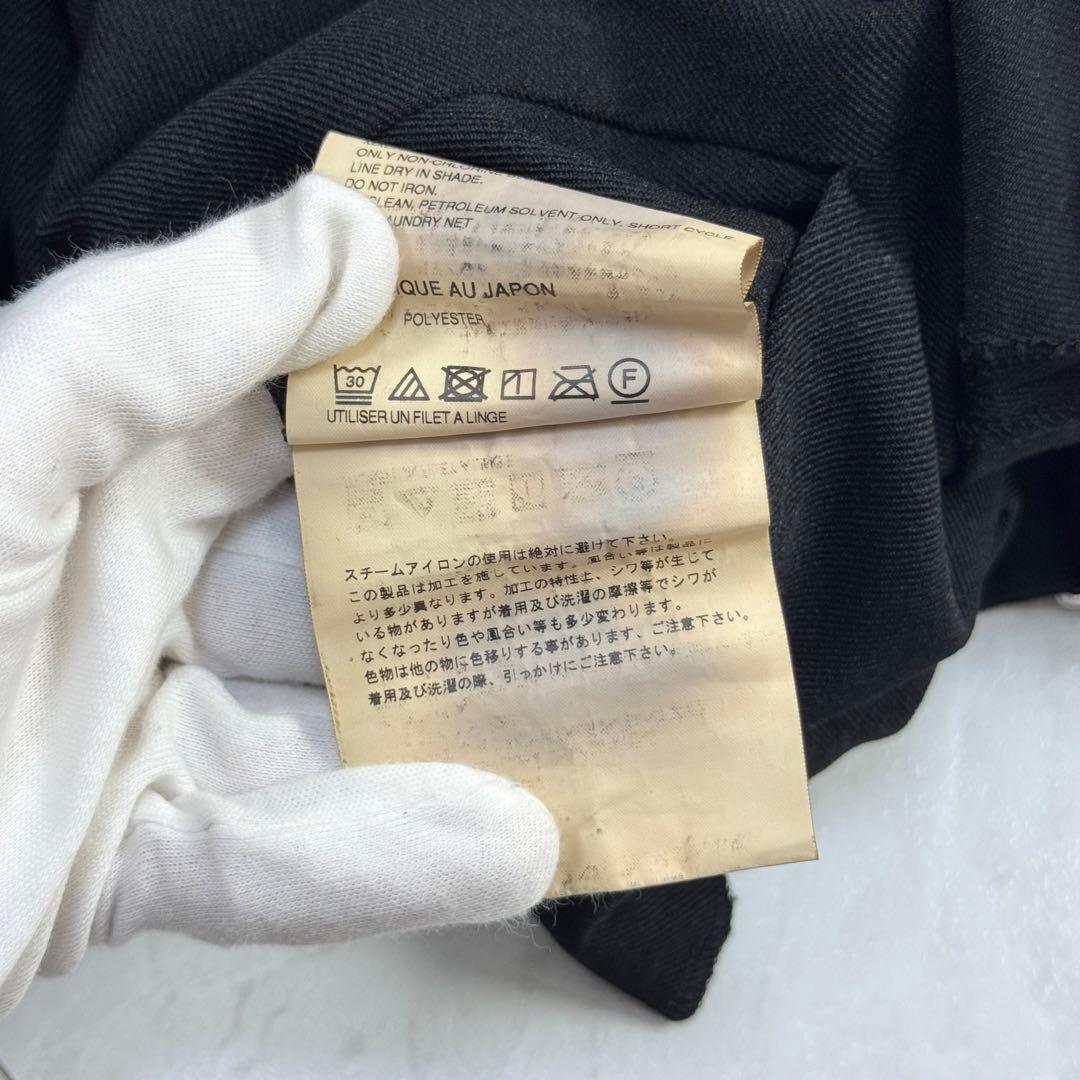 ONLY NON-CHLORINE
LINE DRY IN SHADE.
DO NOT IRON.
CLEAN, PETROLEUM SOLVENT ONLY, SHORT CYCLE.
AUNDRY NET
IQUE AU JAPON
POLYESTER
30 F
UTILISER UN FILET A LINGE
スチームアイロンの使用は絶対に避けて下さい。
この製品は加工を施しています。風合い等は製品に
より多少異なります。加工の特性上、シワ等が生じて
いる物がありますが着用及び洗濯の摩擦等でシワが
なくなったり色や風合い等も多少変わります。
色物は他の物に色移りする事があります、ご注意下さい。
着用及び洗濯の際、引っかけにご注意下さい。